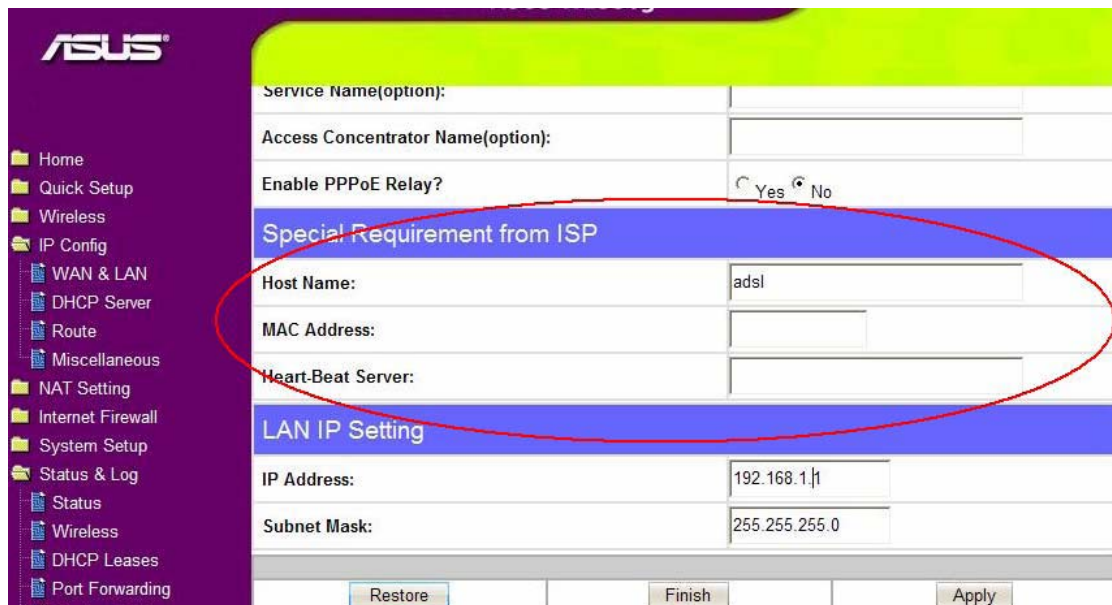 ASUS
Service Name(option):
Access Concentrator Name(option):
Enable PPPoE Relay? Yes No
Special Requirement from ISP
Host Name: adsl
MAC Address:
Heart-Beat Server:
LAN IP Setting
IP Address: 192.168.1.1
Subnet Mask: 255.255.255.0
Restore Finish Apply
Home
Quick Setup
Wireless
IP Config
WAN & LAN
DHCP Server
Route
Miscellaneous
NAT Setting
Internet Firewall
System Setup
Status & Log
Status
Wireless
DHCP Leases
Port Forwarding